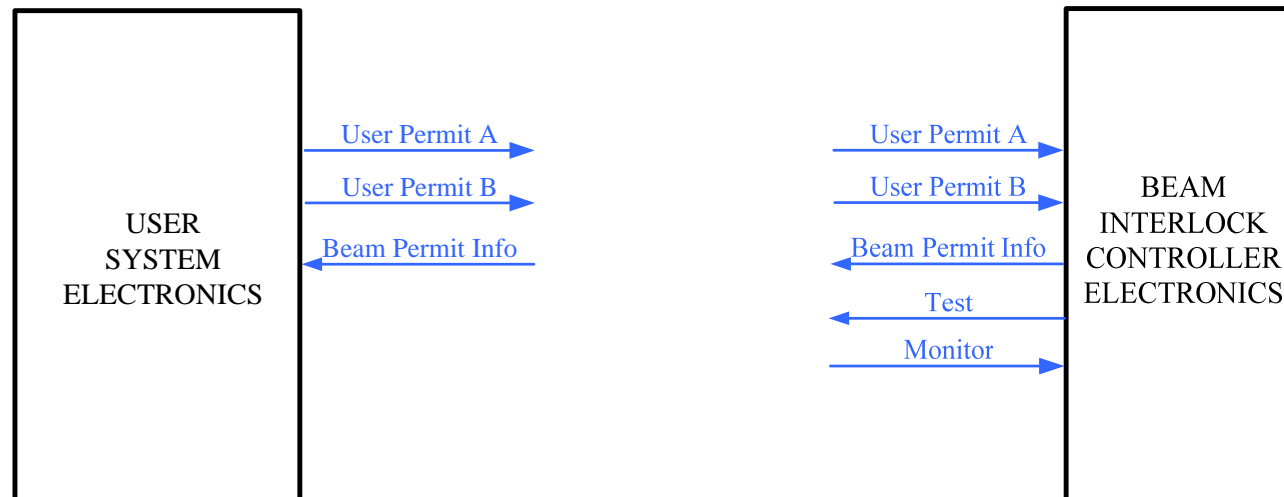 USER
SYSTEM
ELECTRONICS
User Permit A
User Permit B
Beam Permit Info
User Permit A
User Permit B
Beam Permit Info
Test
Monitor
BEAM
INTERLOCK
CONTROLLER
ELECTRONICS